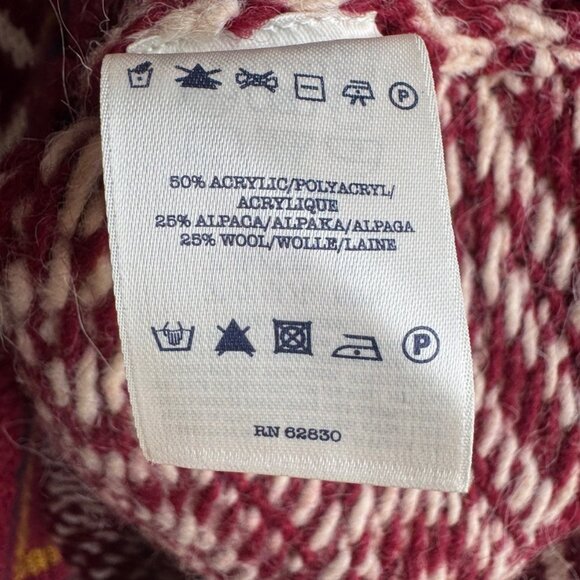 P
50% ACRYLIC/POLYACRYL/
ACRYLIQUE
25% ALPACA/ALPAKA/ALPAGA
25% WOOL/WOLLE/LAINE
P
RN 62830